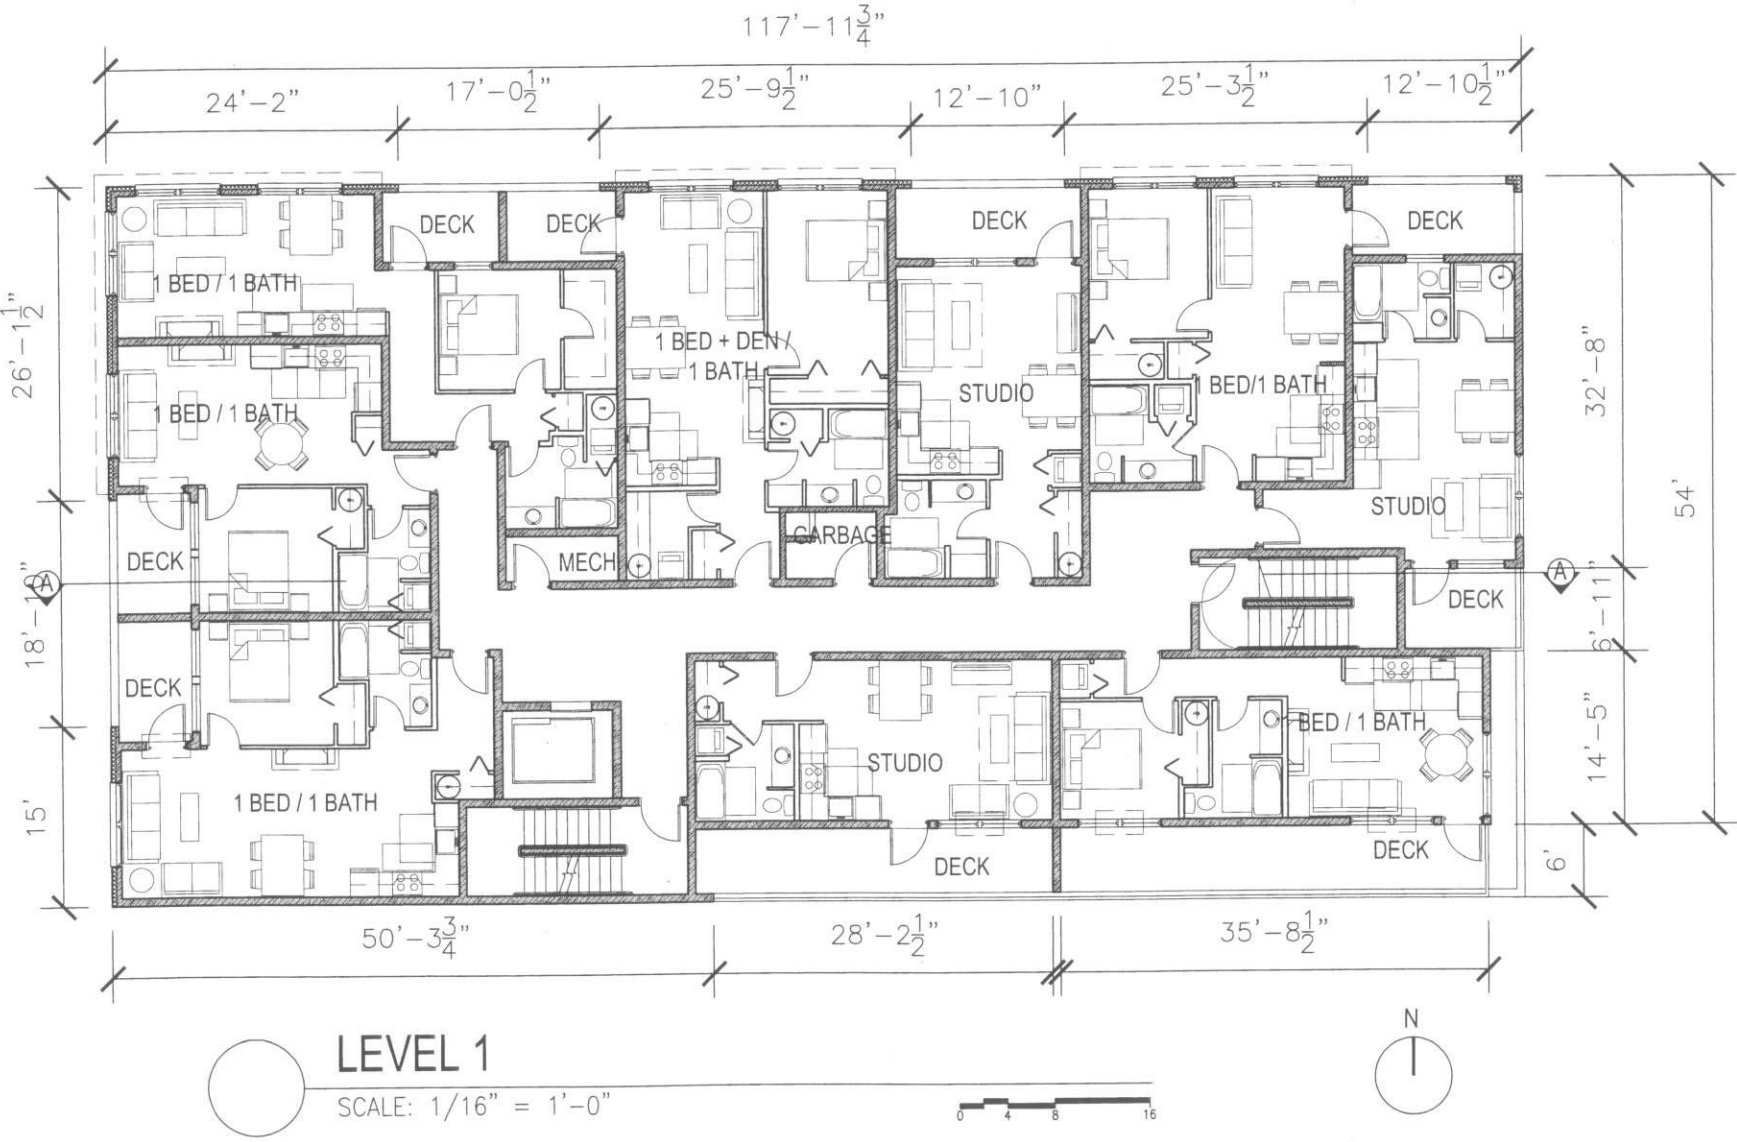 117'-11 3/4"
24'-2"
17'-0 1/2"
25'-9 1/2"
12'-10"
25'-3 1/2"
12'-10 1/2"
DECK
DECK
DECK
DECK
1 BED / 1 BATH
26'-1 1/2"
1 BED + DEN /
1 BATH
STUDIO
1 BED/1 BATH
32'-8"
1 BED / 1 BATH
54'
STUDIO
GARBAGE
DECK
MECH
A
A
18'-10"
DECK
6'-11"
DECK
BED / 1 BATH
14'-5"
STUDIO
1 BED / 1 BATH
15'
DECK
DECK
6'
50'-3 3/4"
28'-2 1/2"
35'-8 1/2"
N
LEVEL 1
SCALE: 1/16" = 1'-0"
0 4 8 16